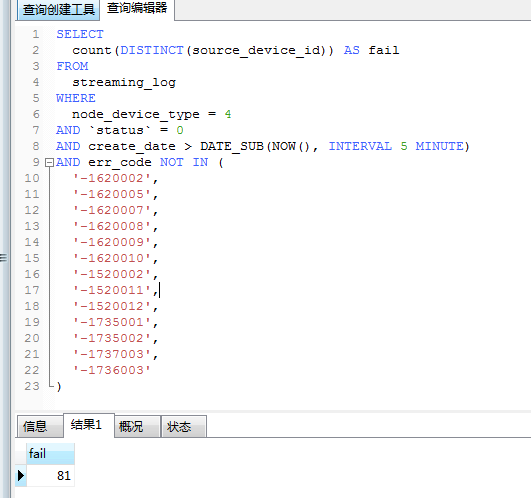 查询创建工具 查询编辑器
1 SELECT
2 count(DISTINCT(source_device_id)) AS fail
3 FROM
4 streaming_log
5 WHERE
6 node_device_type = 4
7 AND `status` = 0
8 AND create_date > DATE_SUB(NOW(), INTERVAL 5 MINUTE)
9 AND err_code NOT IN (
10 '-1620002',
11 '-1620005',
12 '-1620007',
13 '-1620008',
14 '-1620009',
15 '-1620010',
16 '-1520002',
17 '-1520011',
18 '-1520012',
19 '-1735001',
20 '-1735002',
21 '-1737003',
22 '-1736003'
23 )
信息 结果1 概况 状态
fail
81